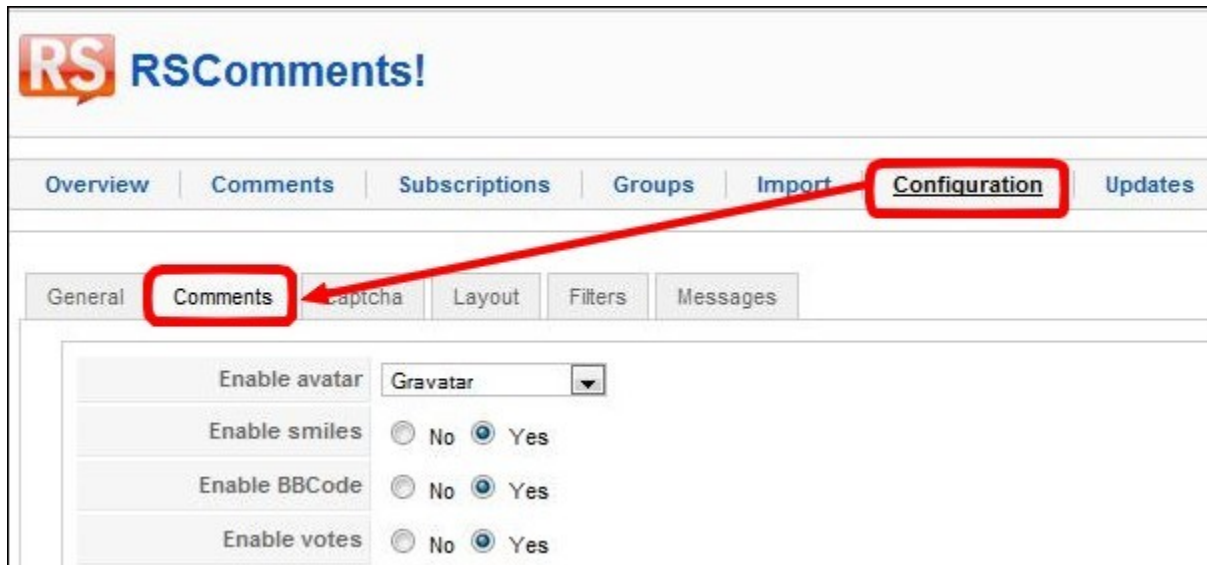 RS RSComments!
Overview Comments Subscriptions Groups Import Configuration Updates
General Comments Captcha Layout Filters Messages
Enable avatar Gravatar
Enable smiles No Yes
Enable BBCode No Yes
Enable votes No Yes